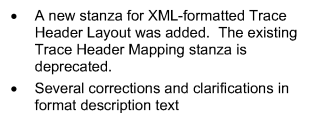 • A new stanza for XML-formatted Trace
Header Layout was added.  The existing
Trace Header Mapping stanza is
deprecated.
• Several corrections and clarifications in
format description text